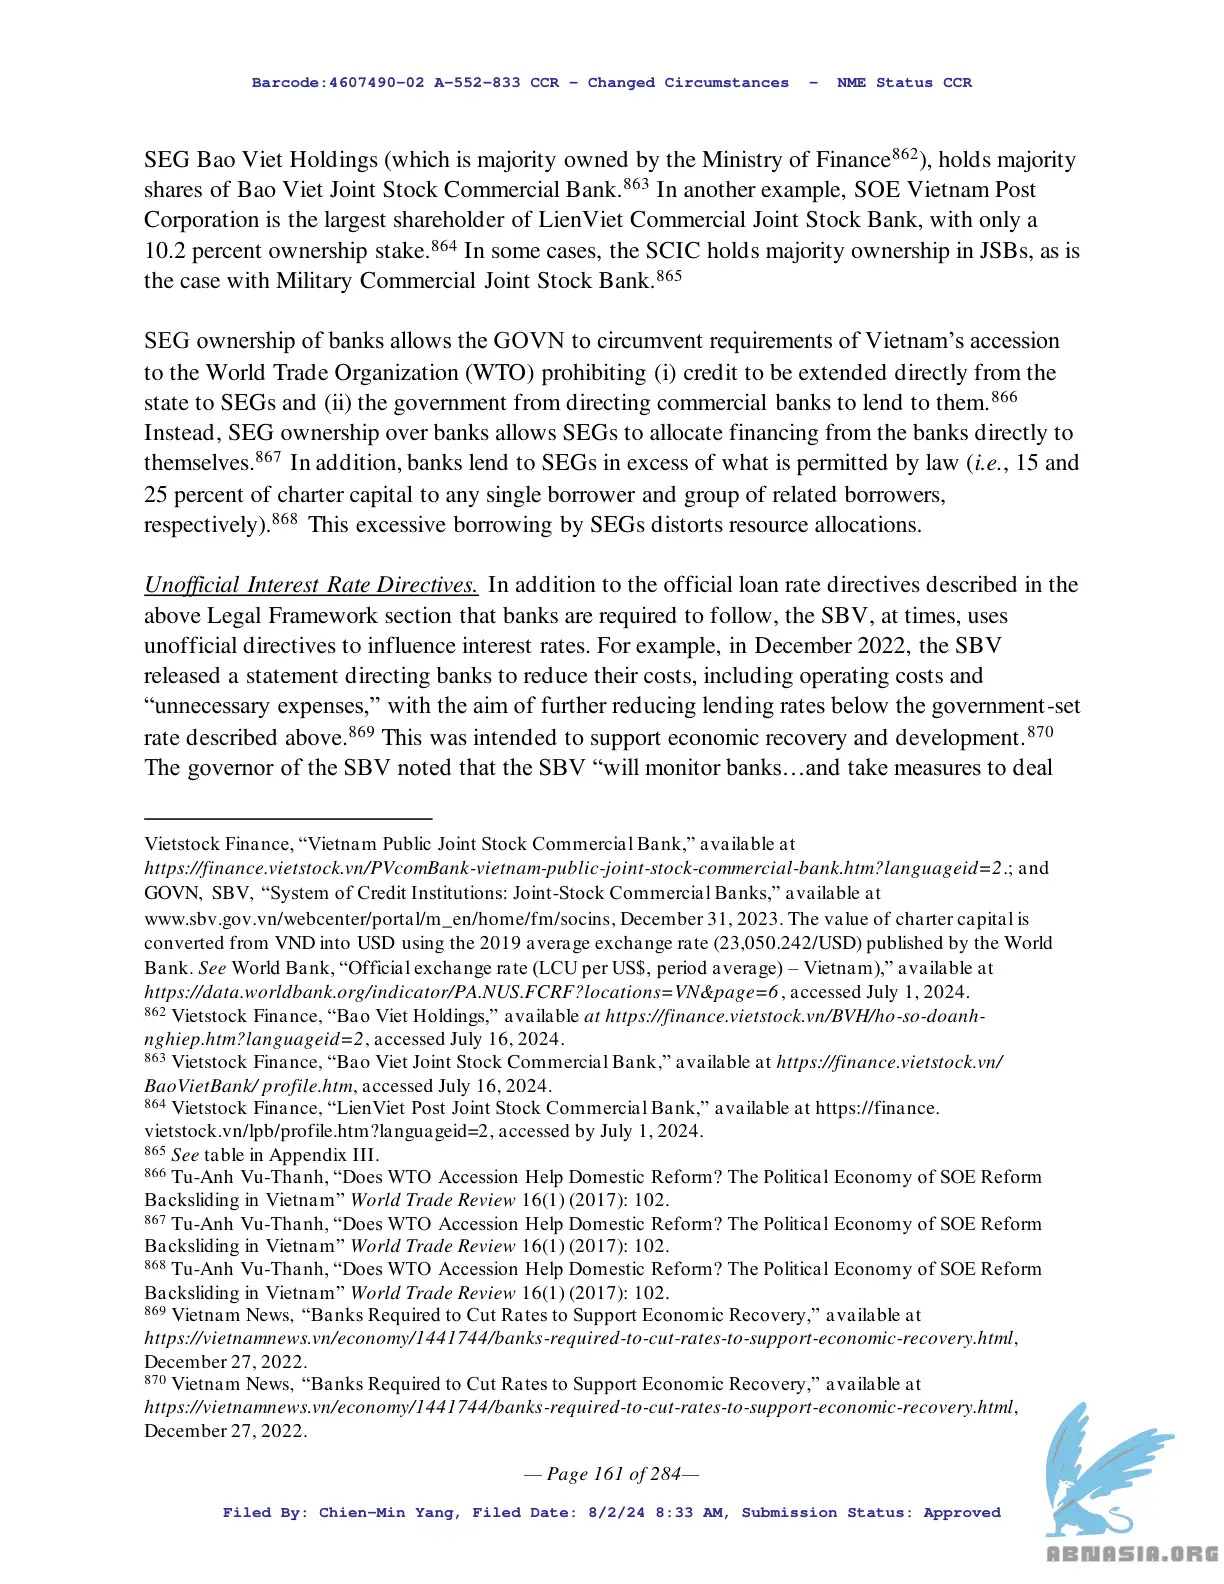 Barcode:4607490-02 A-552-833 CCR - Changed Circumstances - NME Status CCR
SEG Bao Viet Holdings (which is majority owned by the Ministry of Finance862), holds majority
shares of Bao Viet Joint Stock Commercial Bank.863 In another example, SOE Vietnam Post
Corporation is the largest shareholder of LienViet Commercial Joint Stock Bank, with only a
10.2 percent ownership stake.864 In some cases, the SCIC holds majority ownership in JSBs, as is
the case with Military Commercial Joint Stock Bank.865
SEG ownership of banks allows the GOVN to circumvent requirements of Vietnam's accession
to the World Trade Organization (WTO) prohibiting (i) credit to be extended directly from the
state to SEGs and (ii) the government from directing commercial banks to lend to them.866
Instead, SEG ownership over banks allows SEGs to allocate financing from the banks directly to
themselves.867 In addition, banks lend to SEGs in excess of what is permitted by law (i.e., 15 and
25 percent of charter capital to any single borrower and group of related borrowers,
respectively).868 This excessive borrowing by SEGs distorts resource allocations.
Unofficial Interest Rate Directives. In addition to the official loan rate directives described in the
above Legal Framework section that banks are required to follow, the SBV, at times, uses
unofficial directives to influence interest rates. For example, in December 2022, the SBV
released a statement directing banks to reduce their costs, including operating costs and
“unnecessary expenses,” with the aim of further reducing lending rates below the government-set
rate described above.869 This was intended to support economic recovery and development.870
The governor of the SBV noted that the SBV “will monitor banks…and take measures to deal
Vietstock Finance, “Vietnam Public Joint Stock Commercial Bank,” available at
https://finance.vietstock.vn/PVcomBank-vietnam-public-joint-stock-commercial-bank.htm?languageid=2.; and
GOVN, SBV, “System of Credit Institutions: Joint-Stock Commercial Banks,” available at
www.sbv.gov.vn/webcenter/portal/m_en/home/fm/socins, December 31, 2023. The value of charter capital is
converted from VND into USD using the 2019 average exchange rate (23,050.242/USD) published by the World
Bank. See World Bank, “Official exchange rate (LCU per US$, period average) – Vietnam),” available at
https://data.worldbank.org/indicator/PA.NUS.FCRF?locations=VN&page=6, accessed July 1, 2024.
862 Vietstock Finance, “Bao Viet Holdings,” available at https://finance.vietstock.vn/BVH/ho-so-doanh-
nghiep.htm?languageid=2, accessed July 16, 2024.
863 Vietstock Finance, “Bao Viet Joint Stock Commercial Bank,” available at https://finance.vietstock.vn/
BaoVietBank/ profile.htm, accessed July 16, 2024.
864 Vietstock Finance, “LienViet Post Joint Stock Commercial Bank,” available at https://finance.
vietstock.vn/lpb/profile.htm?languageid=2, accessed by July 1, 2024.
865 See table in Appendix III.
866 Tu-Anh Vu-Thanh, “Does WTO Accession Help Domestic Reform? The Political Economy of SOE Reform
Backsliding in Vietnam” World Trade Review 16(1) (2017): 102.
867 Tu-Anh Vu-Thanh, “Does WTO Accession Help Domestic Reform? The Political Economy of SOE Reform
Backsliding in Vietnam” World Trade Review 16(1) (2017): 102.
868 Tu-Anh Vu-Thanh, “Does WTO Accession Help Domestic Reform? The Political Economy of SOE Reform
Backsliding in Vietnam” World Trade Review 16(1) (2017): 102.
869 Vietnam News, “Banks Required to Cut Rates to Support Economic Recovery,” available at
https://vietnamnews.vn/economy/1441744/banks-required-to-cut-rates-to-support-economic-recovery.html,
December 27, 2022.
870 Vietnam News, “Banks Required to Cut Rates to Support Economic Recovery,” available at
https://vietnamnews.vn/economy/1441744/banks-required-to-cut-rates-to-support-economic-recovery.html,
December 27, 2022.
— Page 161 of 284—
Filed By: Chien-Min Yang, Filed Date: 8/2/24 8:33 AM, Submission Status: Approved
ABNASIA.ORG